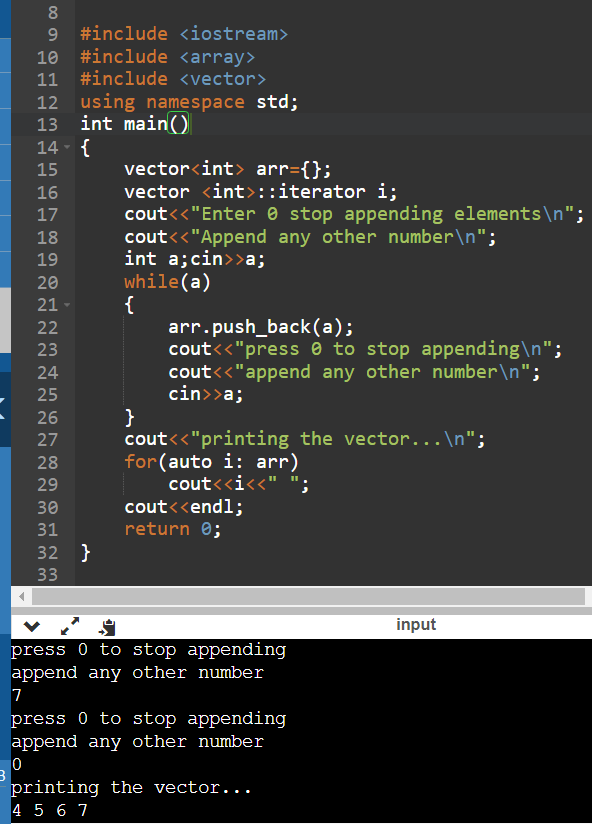 8
9 #include <iostream>
10 #include <array>
11 #include <vector>
12 using namespace std;
13 int main()
14 {
15 vector<int> arr={};
16 vector <int>::iterator i;
17 cout<<"Enter 0 stop appending elements\n";
18 cout<<"Append any other number\n";
19 int a;cin>>a;
20 while(a)
21 {
22 arr.push_back(a);
23 cout<<"press 0 to stop appending\n";
24 cout<<"append any other number\n";
25 cin>>a;
26 }
27 cout<<"printing the vector...\n";
28 for(auto i: arr)
29 cout<<i<<" ";
30 cout<<endl;
31 return 0;
32 }
33
input
press 0 to stop appending
append any other number
7
press 0 to stop appending
append any other number
0
printing the vector...
4 5 6 7